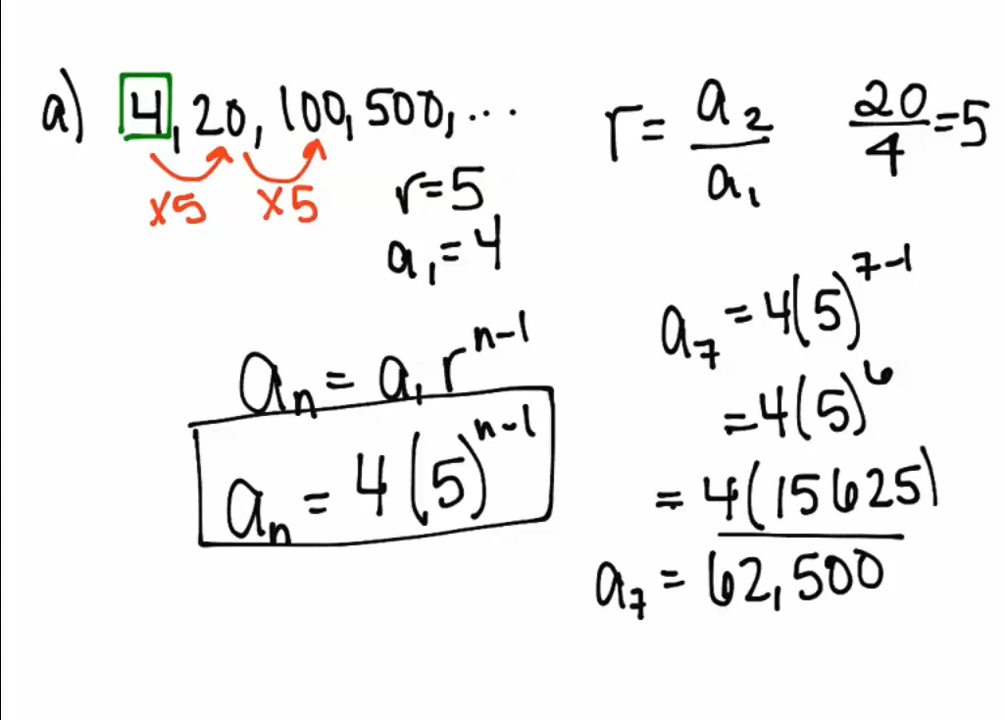 a) 4, 20, 100, 500, ...
×5 ×5
r = 5
a₁ = 4
aₙ = a₁ rⁿ⁻¹
aₙ = 4(5)ⁿ⁻¹
r = a₂/a₁
20/4 = 5
a₇ = 4(5)⁷⁻¹
= 4(5)⁶
= 4(15625)
a₇ = 62,500